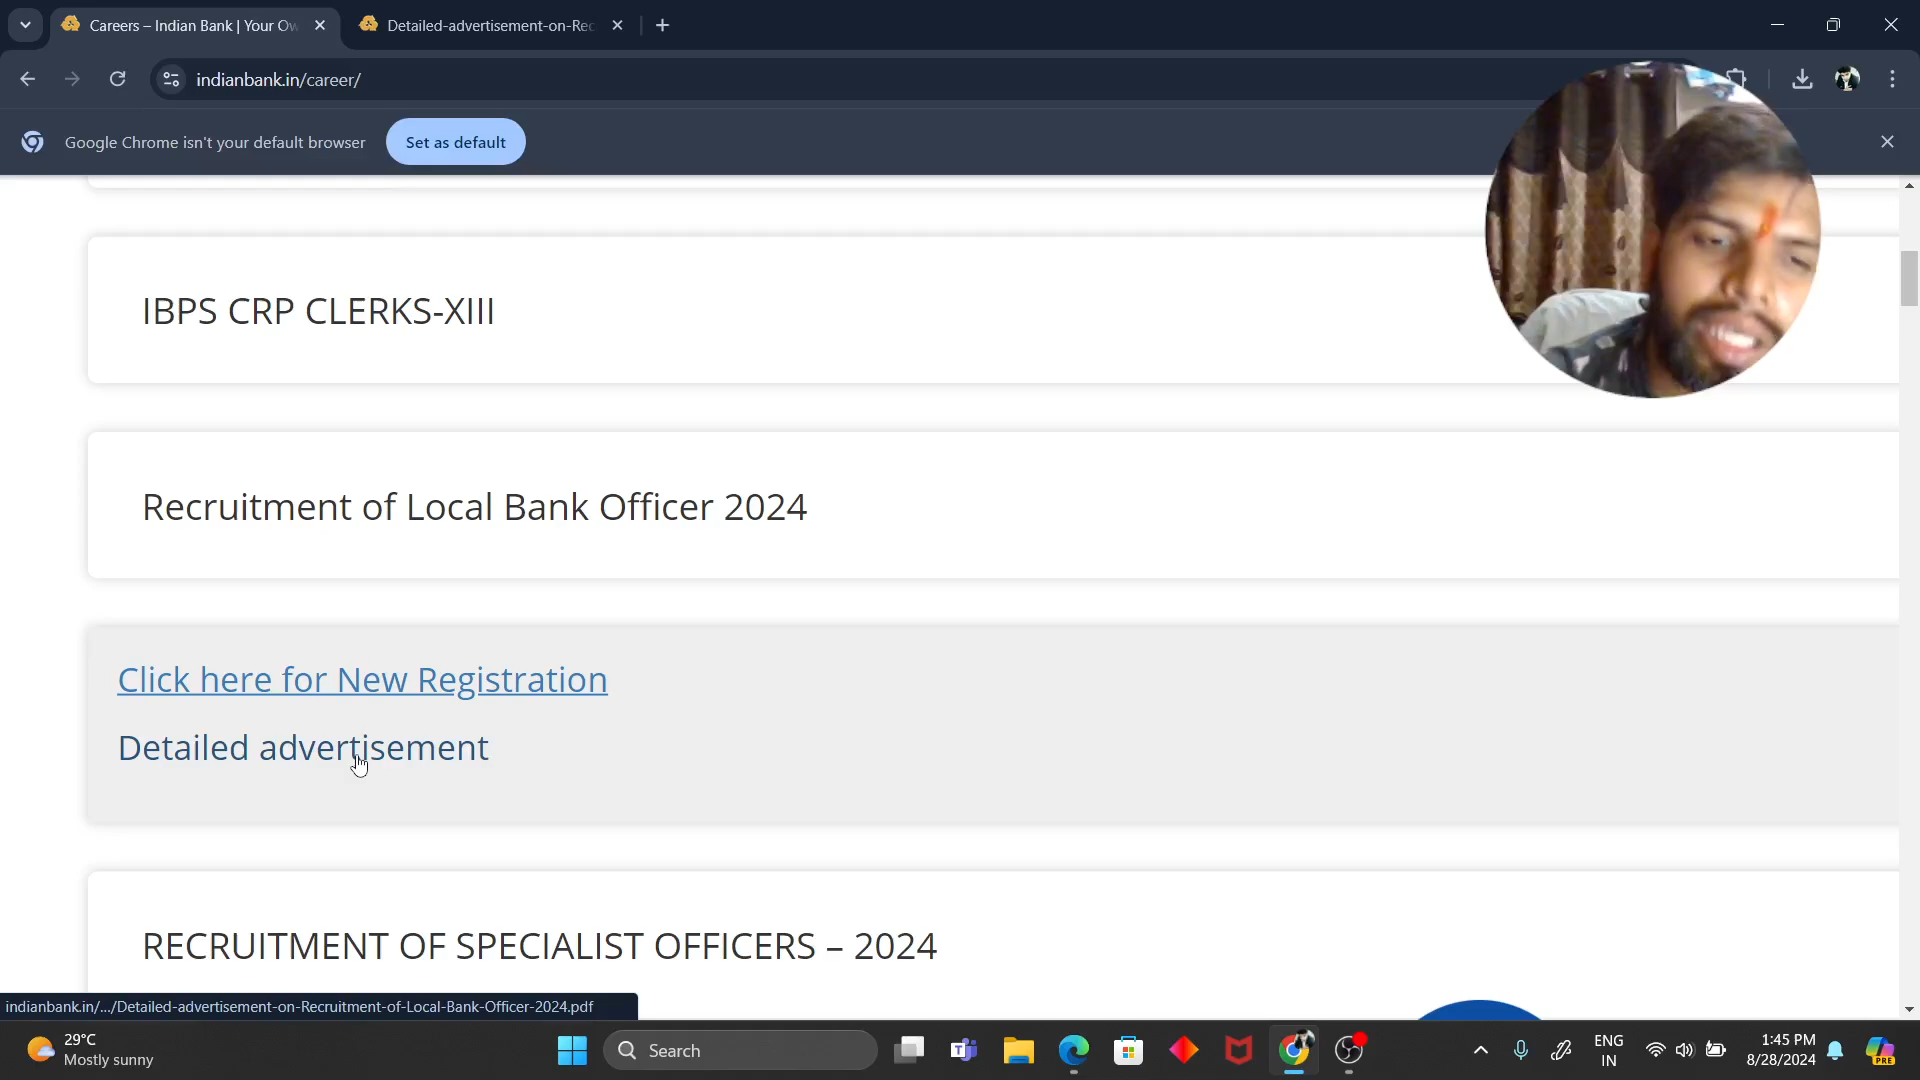 Careers – Indian Bank | Your Ow
Detailed-advertisement-on-Rec
indianbank.in/career/
Google Chrome isn't your default browser
Set as default
IBPS CRP CLERKS-XIII
Recruitment of Local Bank Officer 2024
Click here for New Registration
Detailed advertisement
RECRUITMENT OF SPECIALIST OFFICERS – 2024
indianbank.in/.../Detailed-advertisement-on-Recruitment-of-Local-Bank-Officer-2024.pdf
29°C
Mostly sunny
Search
ENG
IN
1:45 PM
8/28/2024
PRE